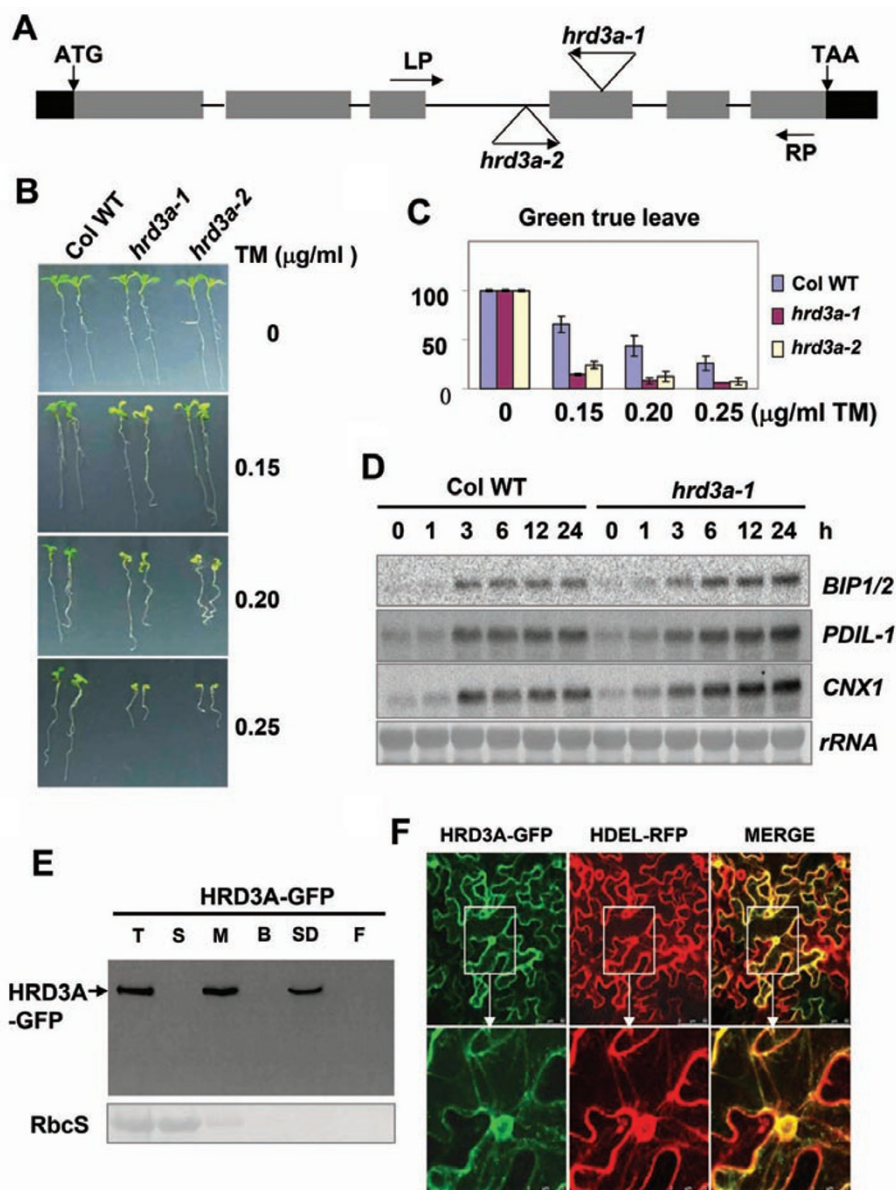 A
ATG
LP
hrd3a-1
TAA
hrd3a-2
RP
B
Col WT
hrd3a-1
hrd3a-2
TM (µg/ml )
0
0.15
0.20
0.25
C
Green true leave
100
50
0
Col WT
hrd3a-1
hrd3a-2
0 0.15 0.20 0.25 (µg/ml TM)
D
Col WT hrd3a-1
0 1 3 6 12 24 0 1 3 6 12 24 h
BIP1/2
PDIL-1
CNX1
rRNA
E
HRD3A-GFP
T S M B SD F
HRD3A
-GFP
RbcS
F
HRD3A-GFP HDEL-RFP MERGE